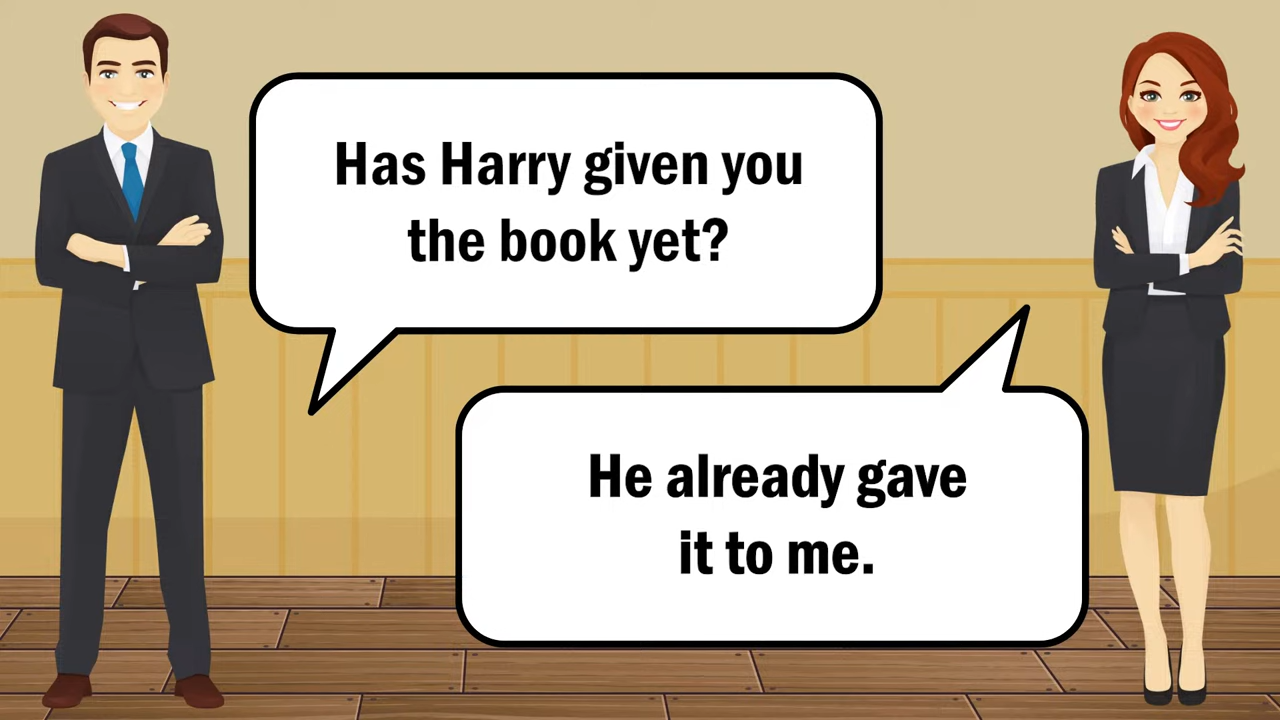 Has Harry given you
the book yet?
He already gave
it to me.